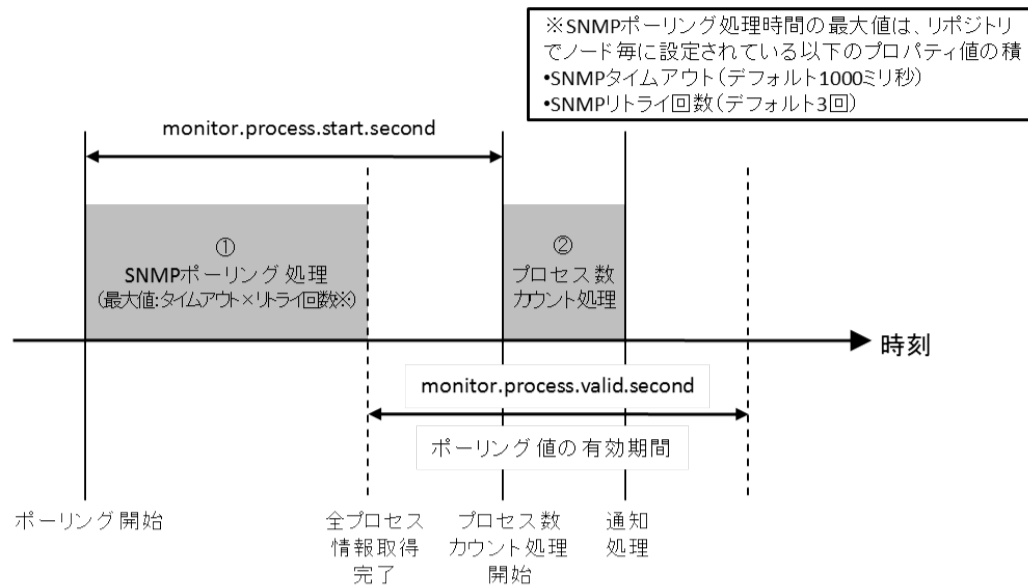 ※SNMPポーリング処理時間の最大値は、リポジトリ
でノード毎に設定されている以下のプロパティ値の積
•SNMPタイムアウト(デフォルト1000ミリ秒)
•SNMPリトライ回数(デフォルト3回)
monitor.process.start.second
①
SNMPポーリング処理
(最大値:タイムアウト×リトライ回数※)
②
プロセス数
カウント処理
時刻
monitor.process.valid.second
ポーリング値の有効期間
ポーリング開始
全プロセス
情報取得
完了
プロセス数
カウント処理
開始
通知
処理